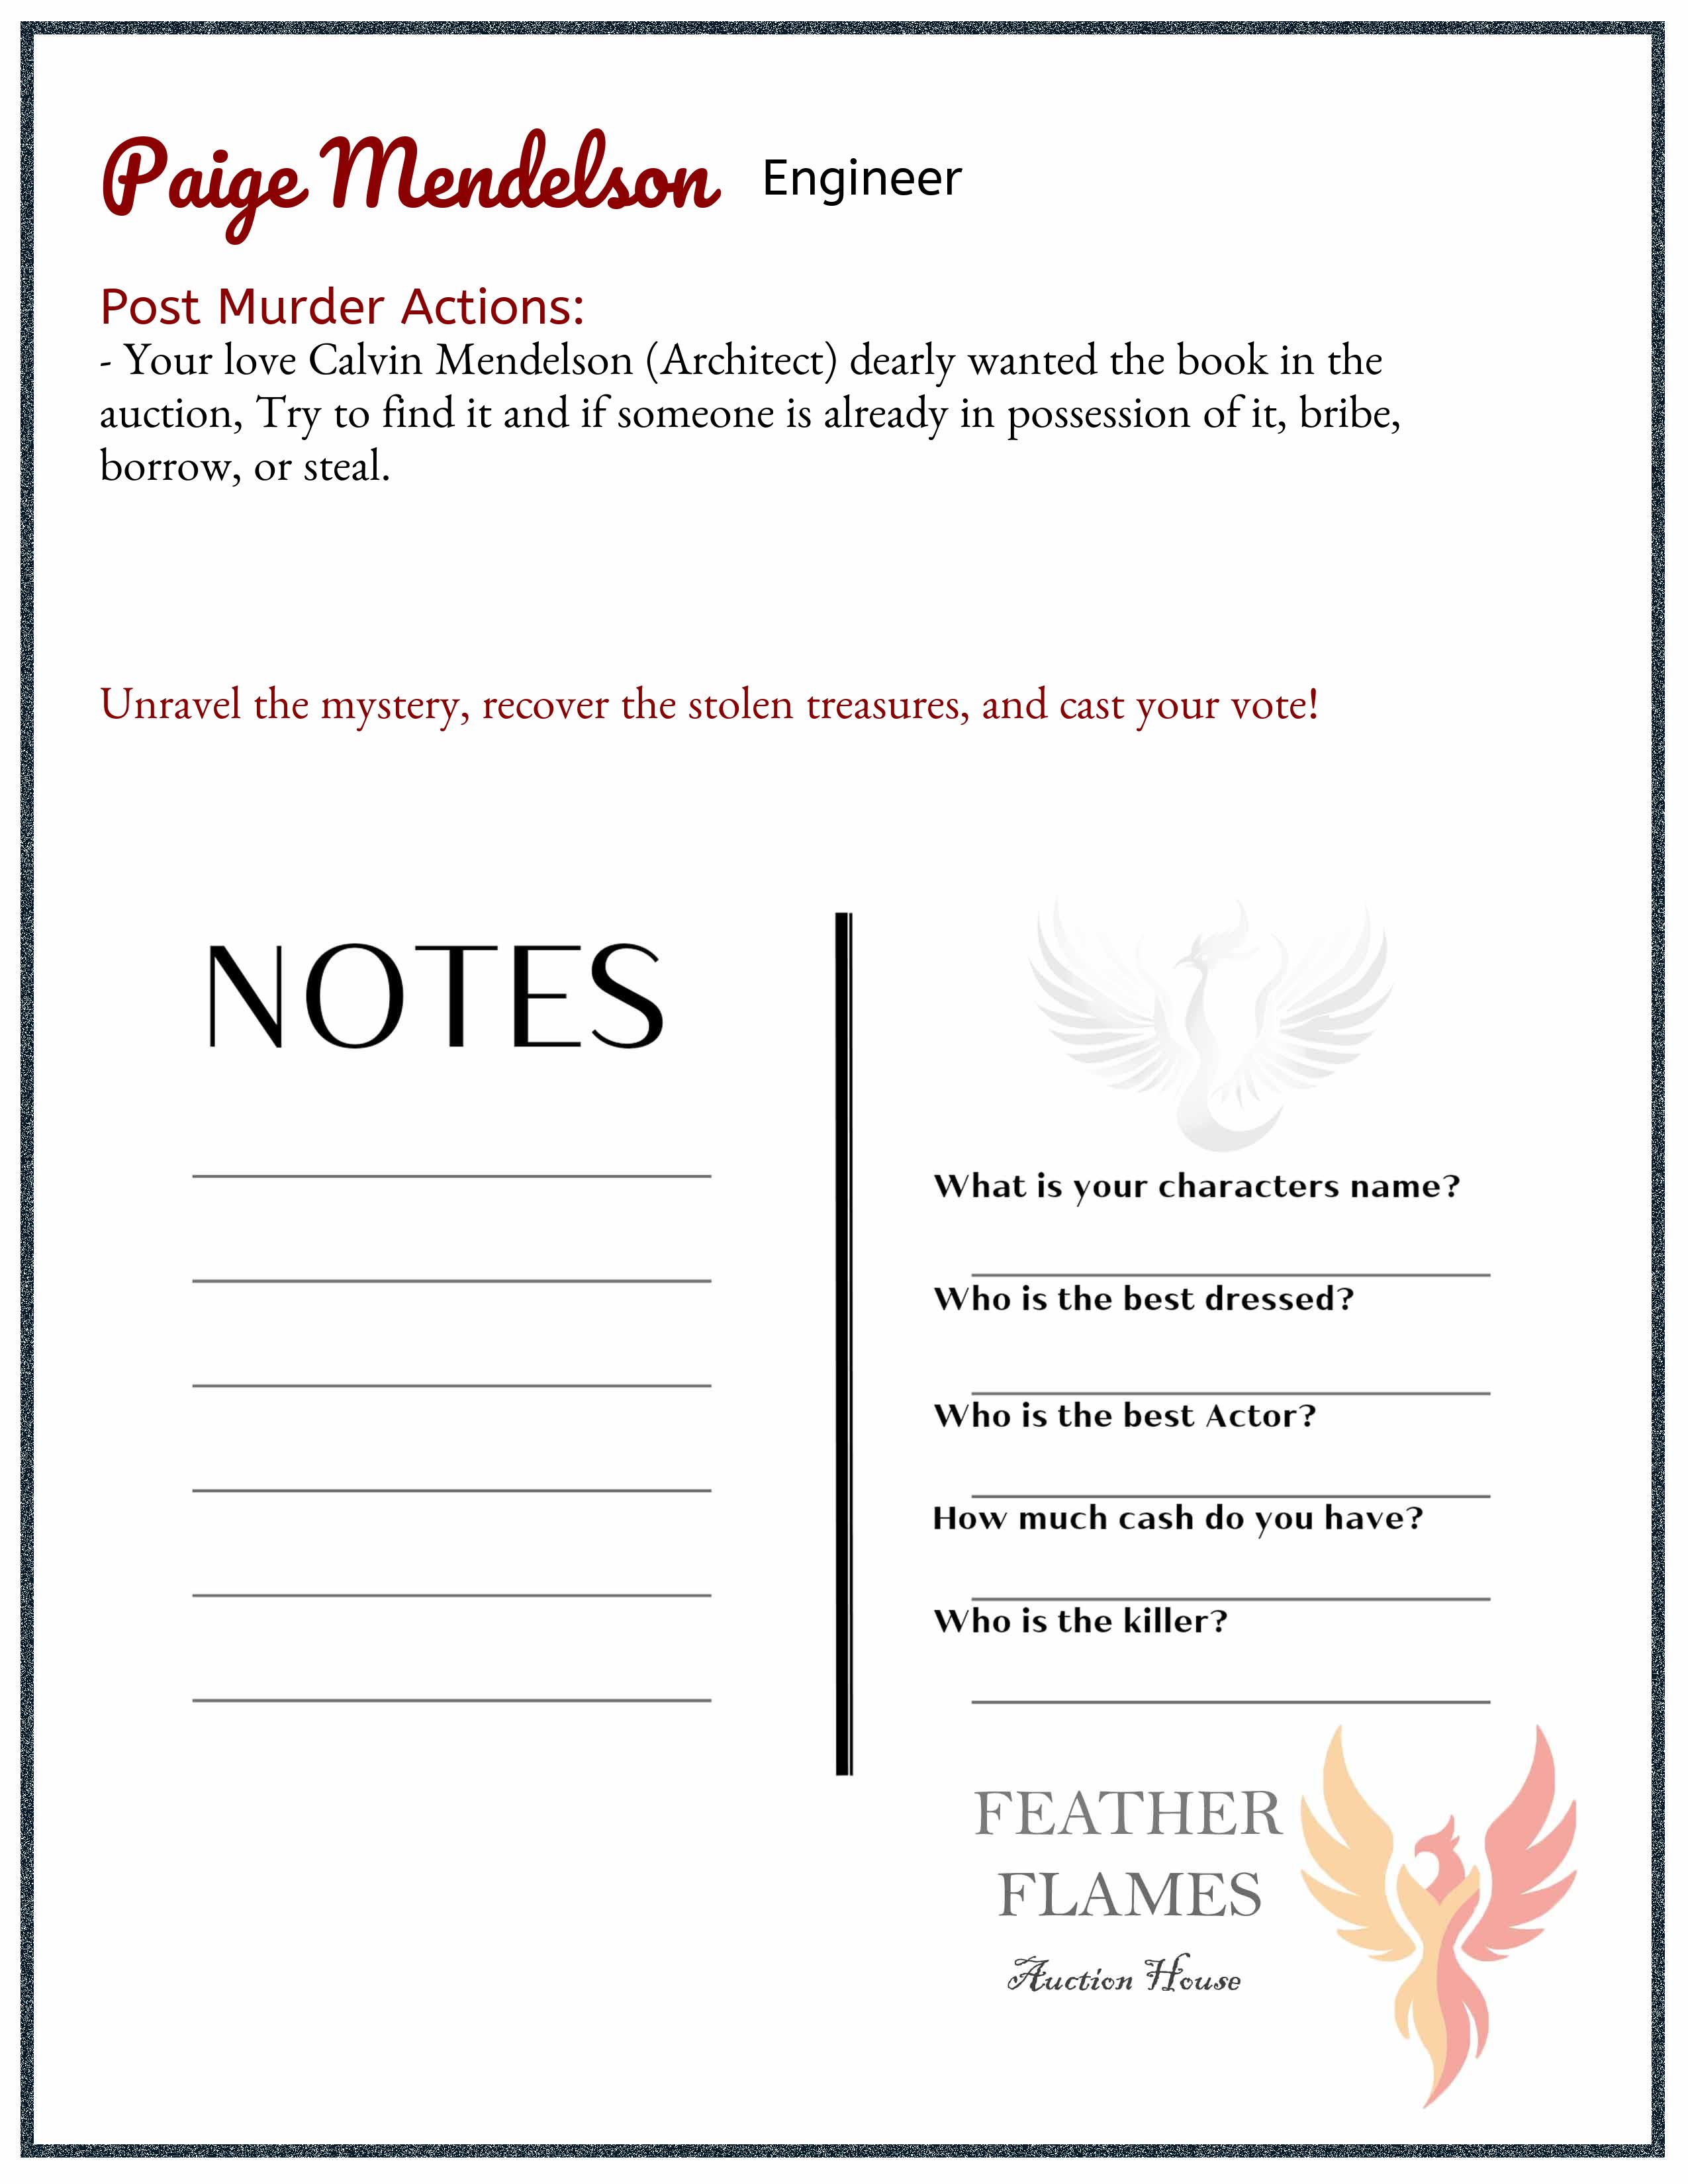 Paige Mendelson Engineer
Post Murder Actions:
- Your love Calvin Mendelson (Architect) dearly wanted the book in the
auction, Try to find it and if someone is already in possession of it, bribe,
borrow, or steal.
Unravel the mystery, recover the stolen treasures, and cast your vote!
NOTES
What is your characters name?
Who is the best dressed?
Who is the best Actor?
How much cash do you have?
Who is the killer?
FEATHER
FLAMES
Auction House